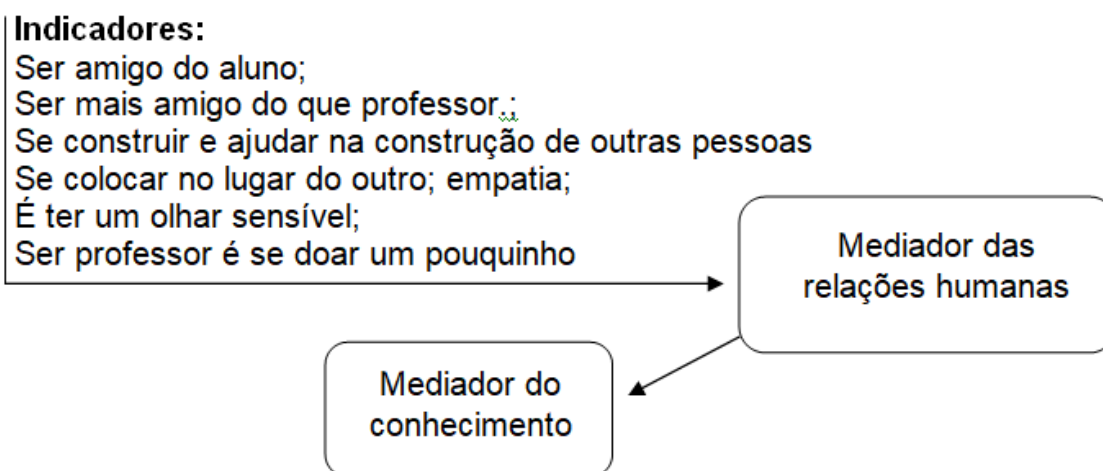 Indicadores:
Ser amigo do aluno;
Ser mais amigo do que professor.;
Se construir e ajudar na construção de outras pessoas
Se colocar no lugar do outro; empatia;
É ter um olhar sensível;
Ser professor é se doar um pouquinho
Mediador das
relações humanas
Mediador do
conhecimento